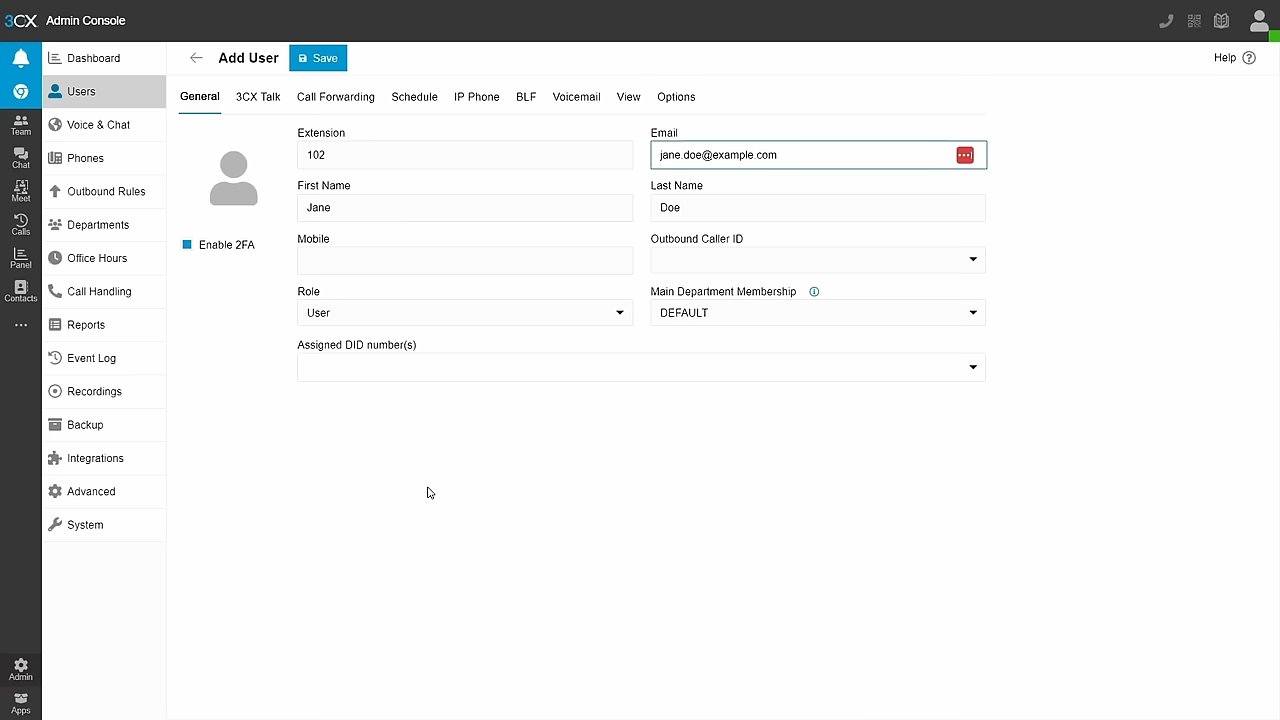 3CX Admin Console
Team
Chat
Meet
Calls
Panel
Contacts
Admin
Apps
Dashboard
Users
Voice & Chat
Phones
Outbound Rules
Departments
Office Hours
Call Handling
Reports
Event Log
Recordings
Backup
Integrations
Advanced
System
Add User Save Help ?
General 3CX Talk Call Forwarding Schedule IP Phone BLF Voicemail View Options
Extension Email
102 jane.doe@example.com
First Name Last Name
Jane Doe
Enable 2FA
Mobile Outbound Caller ID
Role Main Department Membership
User DEFAULT
Assigned DID number(s)